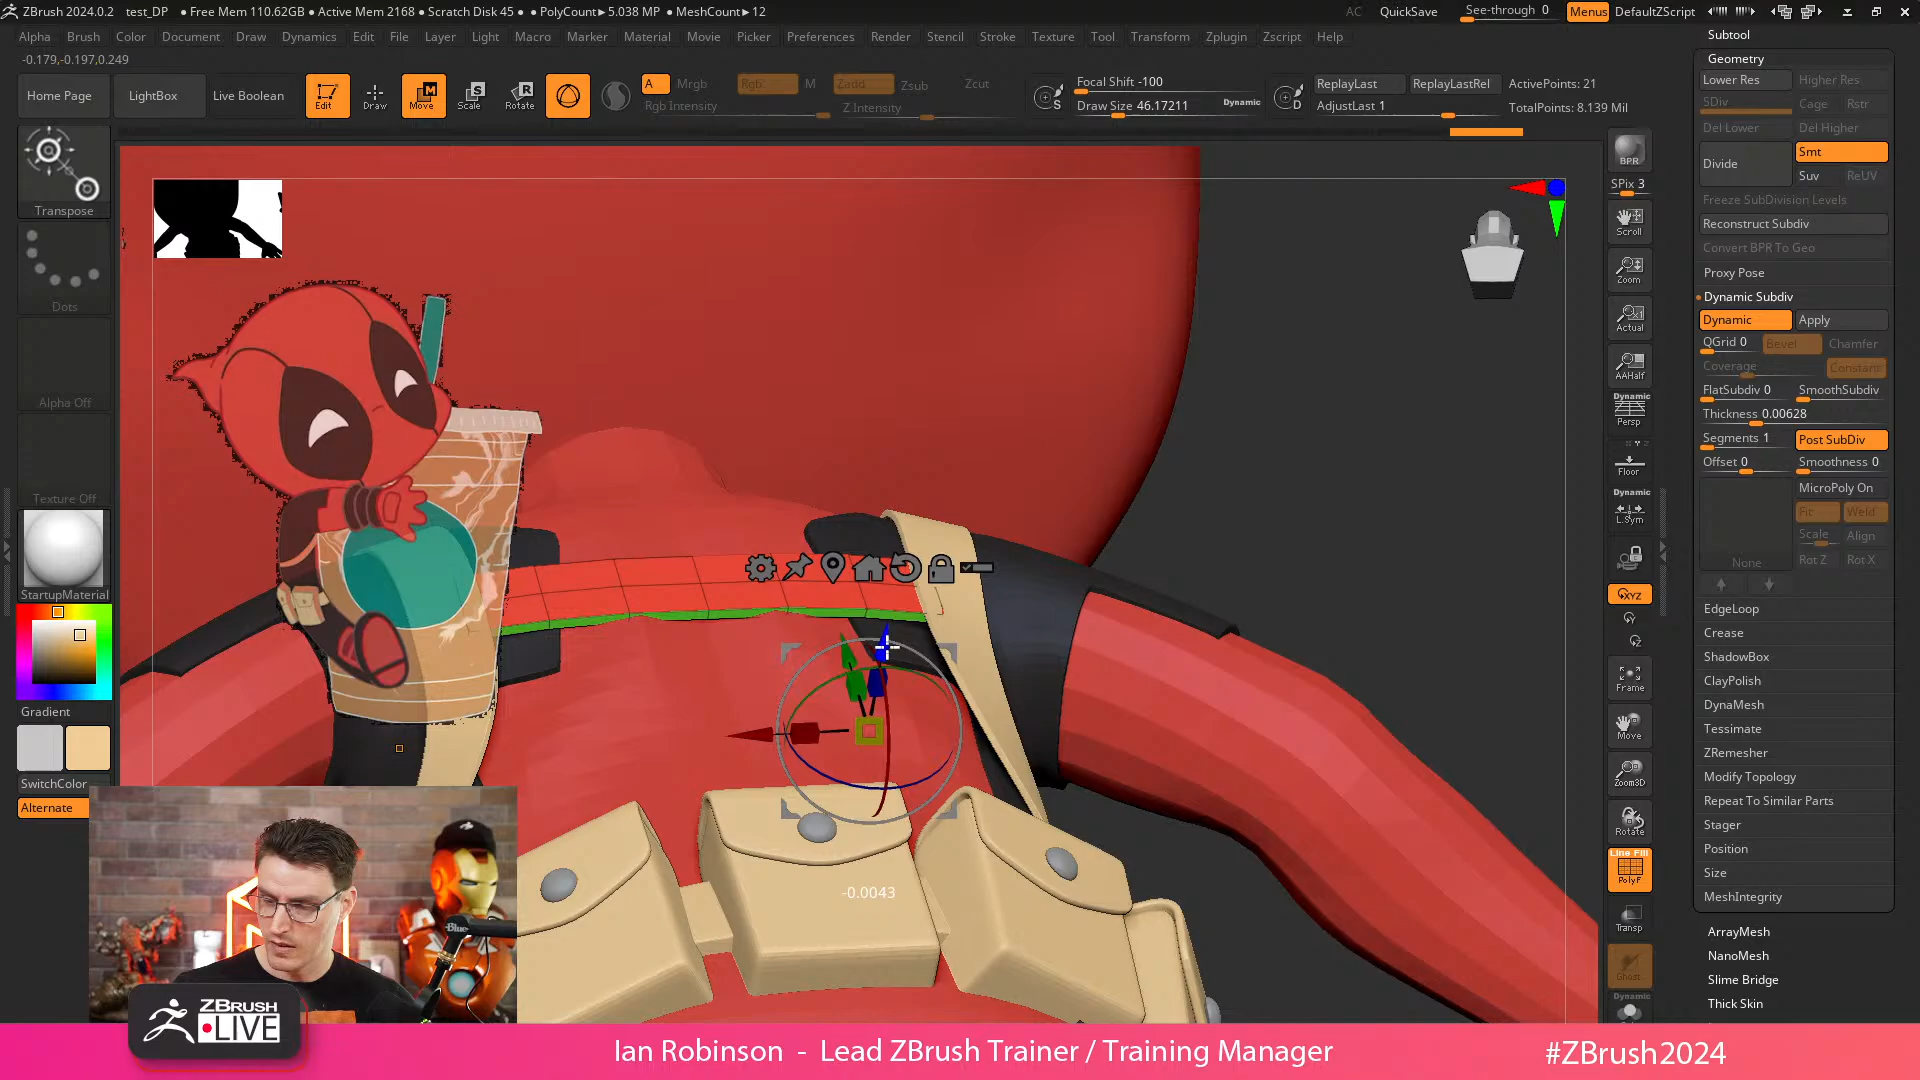 ZBrush 2024.0.2 test_DP • Free Mem 110.62GB • Active Mem 2168 • Scratch Disk 45 • PolyCount▸5.038 MP • MeshCount▸12
AC QuickSave See-through 0 Menus DefaultZScript
Alpha Brush Color Document Draw Dynamics Edit File Layer Light Macro Marker Material Movie Picker Preferences Render Stencil Stroke Texture Tool Transform Zplugin Zscript Help
-0.179,-0.197,0.249
Home Page LightBox Live Boolean Edit Draw Move Scale Rotate
A Mrgb Rgb M Zadd Zsub Zcut
Rgb Intensity Z Intensity
Focal Shift -100
Draw Size 46.17211 Dynamic
ReplayLast ReplayLastRel ActivePoints: 21
AdjustLast 1 TotalPoints: 8.139 Mil
Transpose
Dots
Alpha Off
Texture Off
StartupMaterial
Gradient
SwitchColor
Alternate
-0.0043
BPR
SPix 3
Scroll
Zoom
Actual
AAHalf
Dynamic
Persp
Floor
Dynamic
L.Sym
XYZ
Frame
Move
Zoom3D
Rotate
Line Fill
PolyF
Transp
Ghost
Dynamic
Subtool
Geometry
Lower Res Higher Res
SDiv Cage Rstr
Del Lower Del Higher
Divide Smt
Suv ReUV
Freeze SubDivision Levels
Reconstruct Subdiv
Convert BPR To Geo
Proxy Pose
Dynamic Subdiv
Dynamic Apply
QGrid 0 Bevel Chamfer
Coverage Constant
FlatSubdiv 0 SmoothSubdiv
Thickness 0.00628
Segments 1 Post SubDiv
Offset 0 Smoothness 0
MicroPoly On
Fit Weld
Scale Align
None Rot Z Rot X
EdgeLoop
Crease
ShadowBox
ClayPolish
DynaMesh
Tessimate
ZRemesher
Modify Topology
Repeat To Similar Parts
Stager
Position
Size
MeshIntegrity
ArrayMesh
NanoMesh
Slime Bridge
Thick Skin
Blue
ZBRUSH
LIVE
Ian Robinson - Lead ZBrush Trainer / Training Manager
#ZBrush2024